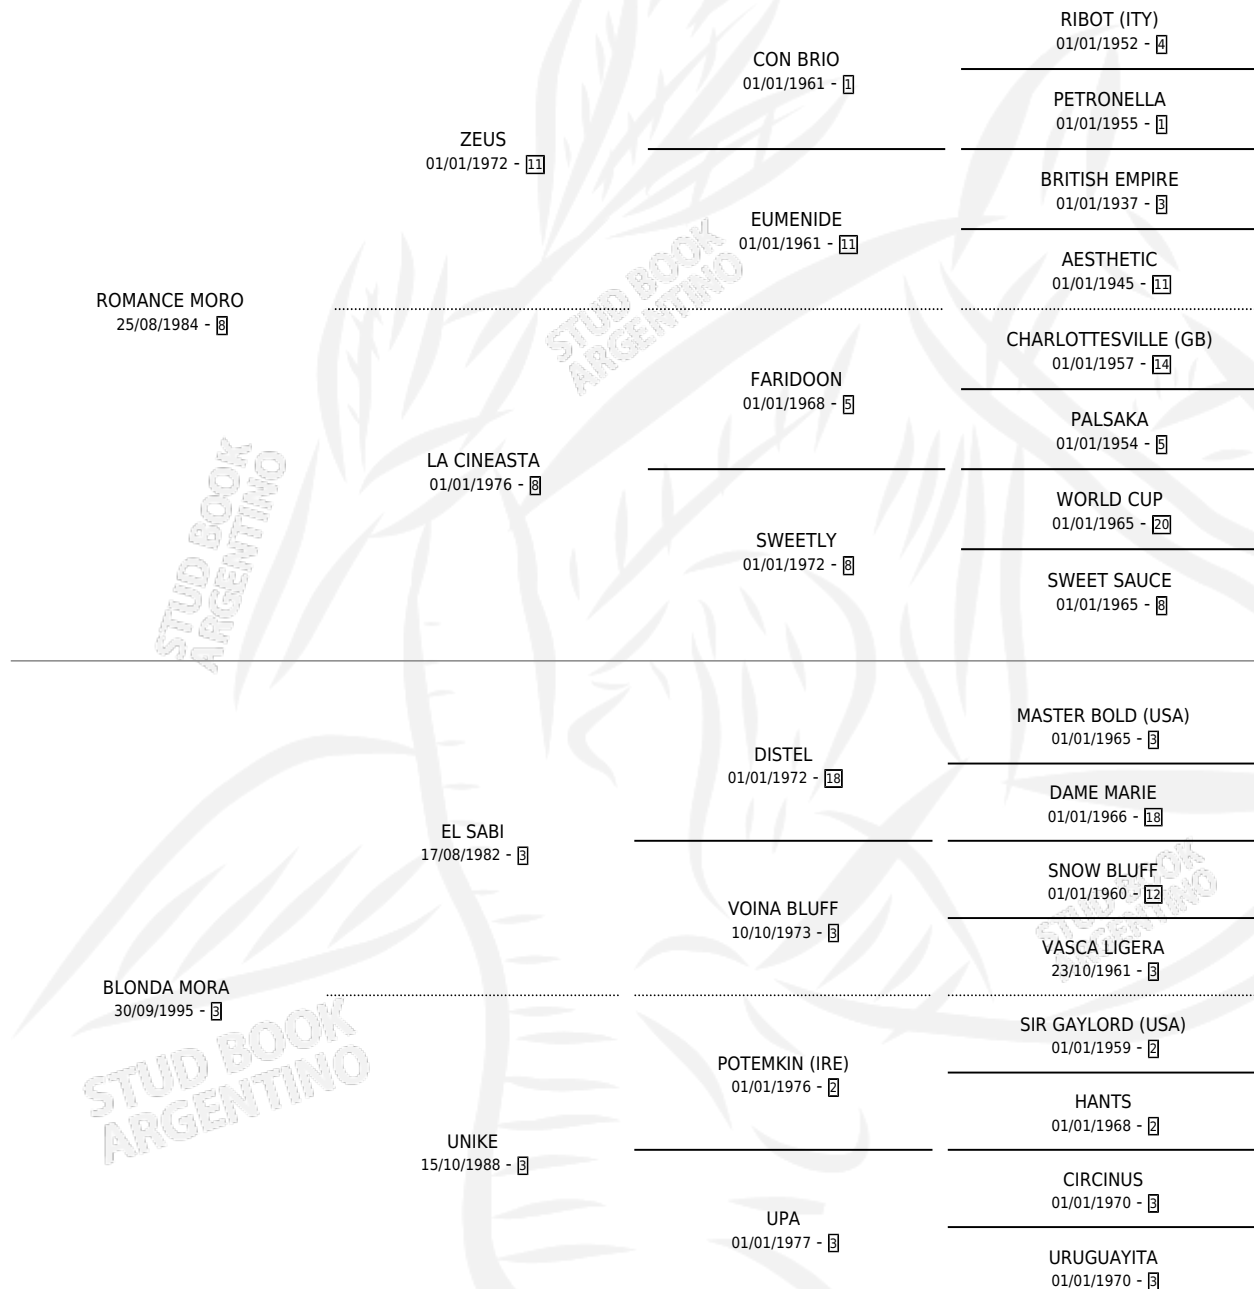 RIBOT (ITY)
01/01/1952 - 4
CON BRIO
01/01/1961 - 1
PETRONELLA
01/01/1955 - 1
ZEUS
01/01/1972 - 11
BRITISH EMPIRE
01/01/1937 - 3
EUMENIDE
01/01/1961 - 11
AESTHETIC
01/01/1945 - 11
ROMANCE MORO
25/08/1984 - 8
CHARLOTTESVILLE (GB)
01/01/1957 - 14
FARIDOON
01/01/1968 - 5
PALSAKA
01/01/1954 - 5
LA CINEASTA
01/01/1976 - 8
WORLD CUP
01/01/1965 - 20
SWEETLY
01/01/1972 - 8
SWEET SAUCE
01/01/1965 - 8
STUD BOOK
ARGENTINO
STUD BOOK
ARGENTINO
MASTER BOLD (USA)
01/01/1965 - 3
DISTEL
01/01/1972 - 18
DAME MARIE
01/01/1966 - 18
EL SABI
17/08/1982 - 3
SNOW BLUFF
01/01/1960 - 12
VOINA BLUFF
10/10/1973 - 3
VASCA LIGERA
23/10/1961 - 3
STUD BOOK
ARGENTINO
BLONDA MORA
30/09/1995 - 3
SIR GAYLORD (USA)
01/01/1959 - 2
POTEMKIN (IRE)
01/01/1976 - 2
HANTS
01/01/1968 - 2
STUD BOOK
ARGENTINO
UNIKE
15/10/1988 - 3
CIRCINUS
01/01/1970 - 3
UPA
01/01/1977 - 3
URUGUAYITA
01/01/1970 - 3